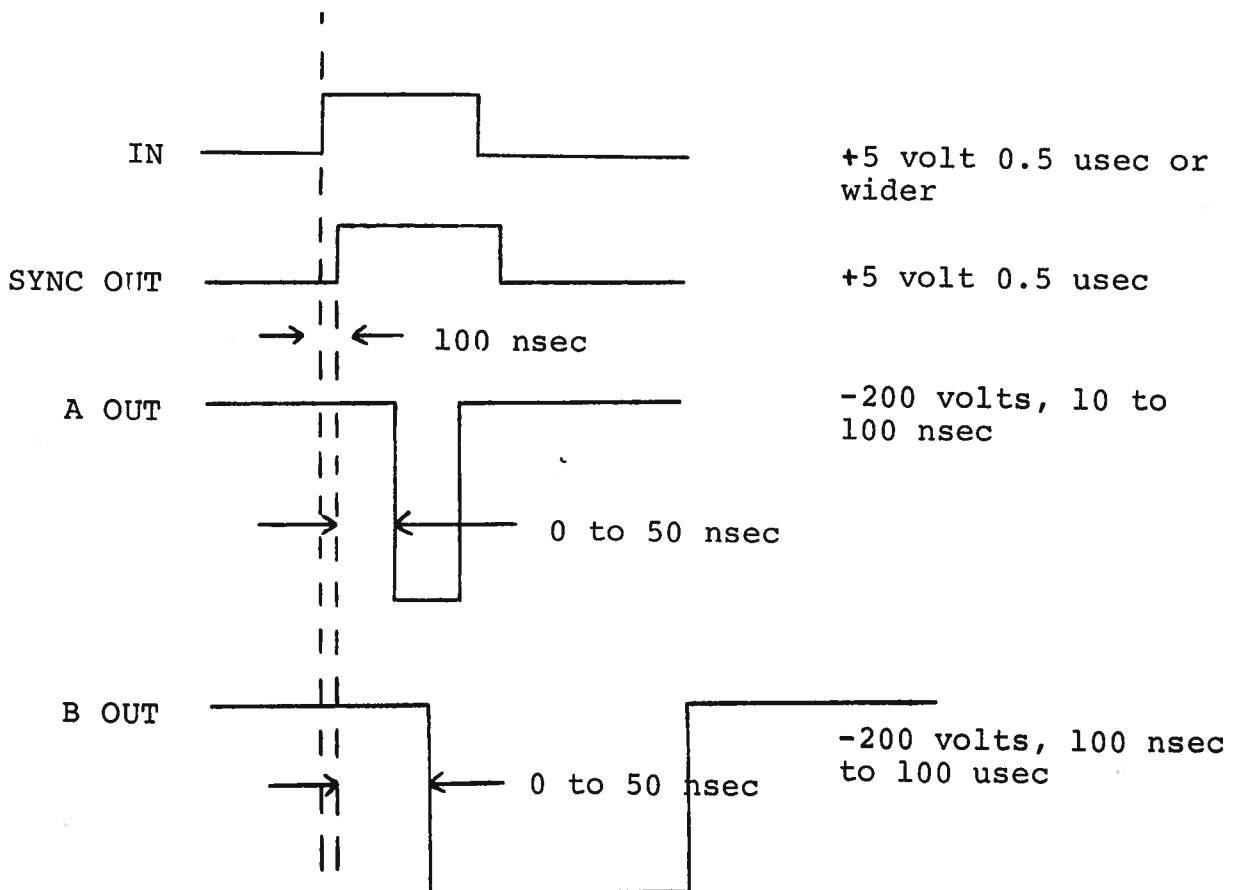 IN
+5 volt 0.5 usec or
wider
SYNC OUT
+5 volt 0.5 usec
100 nsec
A OUT
-200 volts, 10 to
100 nsec
0 to 50 nsec
B OUT
-200 volts, 100 nsec
to 100 usec
0 to 50 nsec